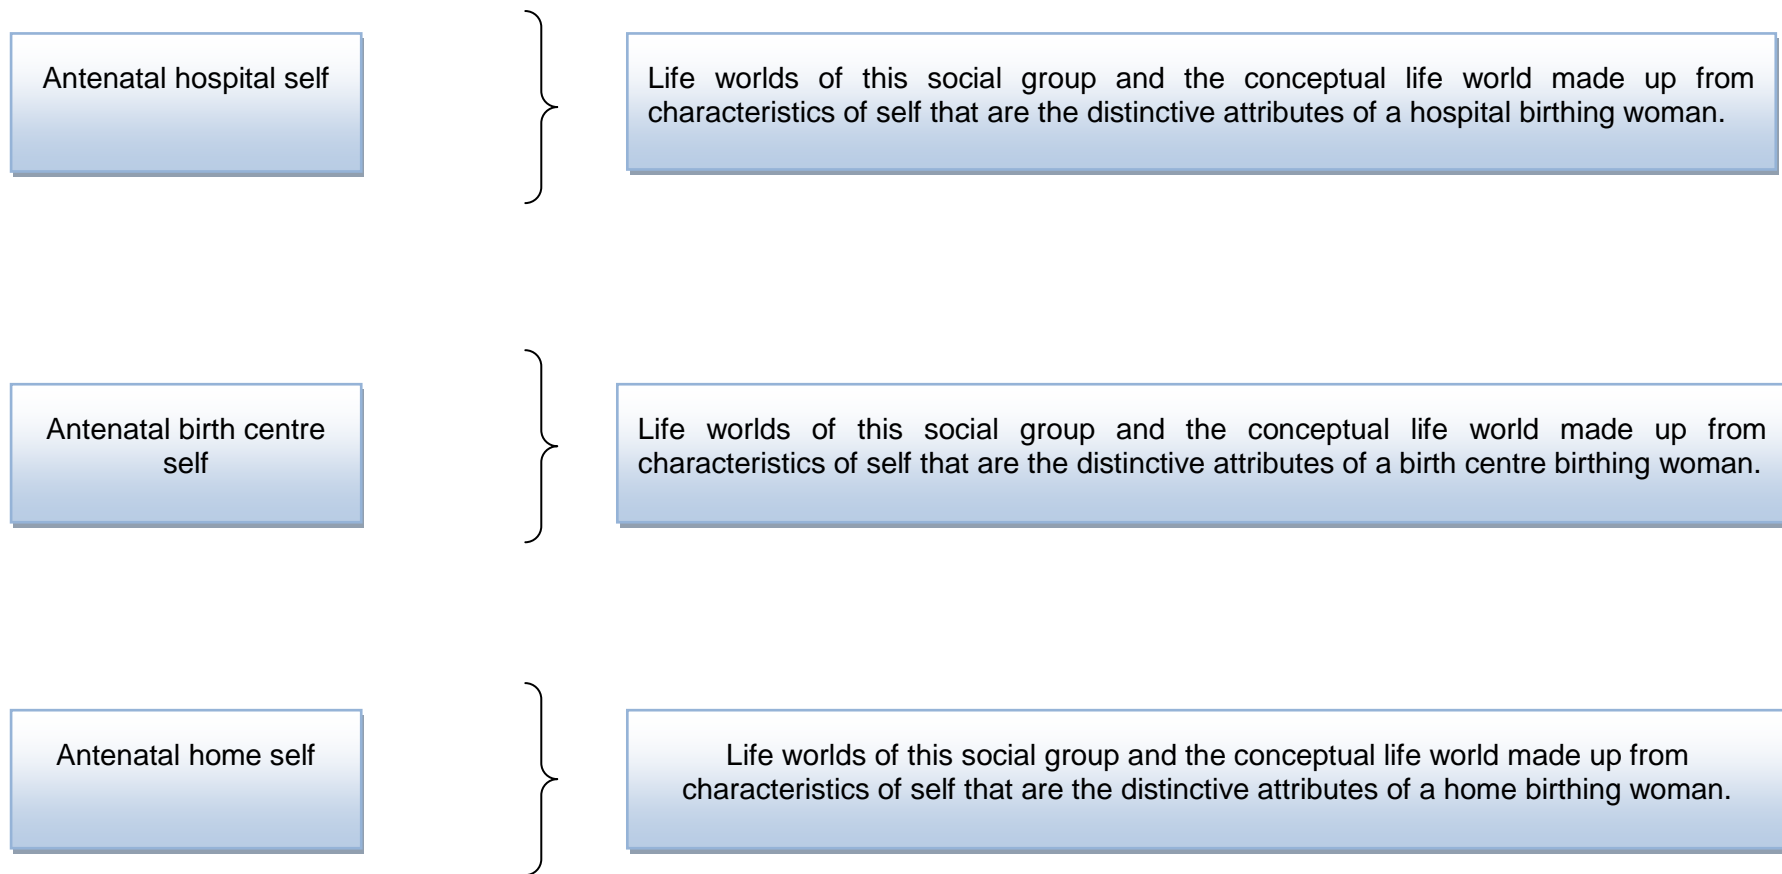 Antenatal hospital self
Life worlds of this social group and the conceptual life world made up from
characteristics of self that are the distinctive attributes of a hospital birthing woman.
Antenatal birth centre
self
Life worlds of this social group and the conceptual life world made up from
characteristics of self that are the distinctive attributes of a birth centre birthing woman.
Antenatal home self
Life worlds of this social group and the conceptual life world made up from
characteristics of self that are the distinctive attributes of a home birthing woman.